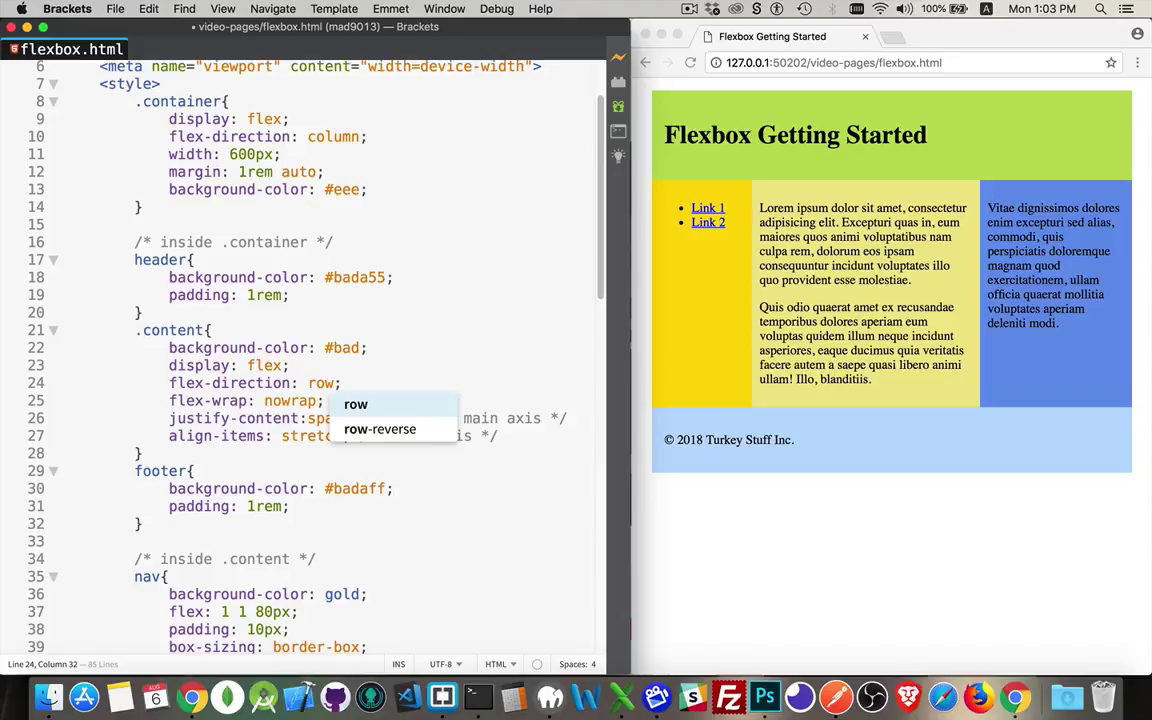 Brackets File Edit Find View Navigate Template Emmet Window Debug Help 100% A Mon 1:03 PM
• video-pages/flexbox.html (mad9013) — Brackets
flexbox.html
6 <meta name="viewport" content="width=device-width">
7 <style>
8 .container{
9 display: flex;
10 flex-direction: column;
11 width: 600px;
12 margin: 1rem auto;
13 background-color: #eee;
14 }
15
16 /* inside .container */
17 header{
18 background-color: #bada55;
19 padding: 1rem;
20 }
21 .content{
22 background-color: #bad;
23 display: flex;
24 flex-direction: row;
25 flex-wrap: nowrap;
26 justify-content:spa main axis */
27 align-items: stretc is */
28 }
29 footer{
30 background-color: #badaff;
31 padding: 1rem;
32 }
33
34 /* inside .content */
35 nav{
36 background-color: gold;
37 flex: 1 1 80px;
38 padding: 10px;
39 box-sizing: border-box;
row
row-reverse
Line 24, Column 32 — 85 Lines
INS UTF-8 HTML Spaces: 4
Flexbox Getting Started
127.0.0.1:50202/video-pages/flexbox.html
Flexbox Getting Started
Link 1
Link 2
Lorem ipsum dolor sit amet, consectetur
adipisicing elit. Excepturi quas in, eum
maiores quos animi voluptatibus nam
culpa rem, dolorum eos ipsam
consequuntur incidunt voluptates illo
quo provident esse molestiae.
Quis odio quaerat amet ex recusandae
temporibus dolores aperiam eum
voluptas quidem illum neque incidunt
asperiores, eaque ducimus quia veritatis
facere autem a saepe quasi libero animi
ullam! Illo, blanditiis.
Vitae dignissimos dolores
enim excepturi sed alias,
commodi, quis
perspiciatis doloremque
magnam quod
exercitationem, ullam
officia quaerat mollitia
voluptates aperiam
deleniti modi.
© 2018 Turkey Stuff Inc.